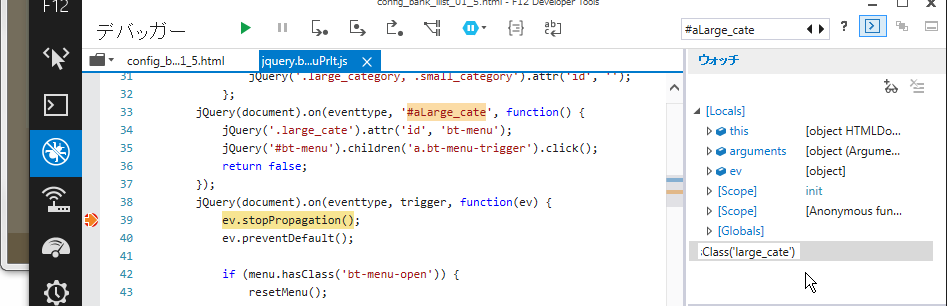 F12
config_bank_list_01_5.html - F12 Developer Tools
デバッガー
#aLarge_cate
?
config_b...1_5.html
jquery.b...uPrlt.js
ウォッチ
31 jQuery('.large_category, .small_category').attr('id', '');
32 };
33 jQuery(document).on(eventtype, '#aLarge_cate', function() {
34 jQuery('.large_cate').attr('id', 'bt-menu');
35 jQuery('#bt-menu').children('a.bt-menu-trigger').click();
36 return false;
37 });
38 jQuery(document).on(eventtype, trigger, function(ev) {
39 ev.stopPropagation();
40 ev.preventDefault();
41
42 if (menu.hasClass('bt-menu-open')) {
43 resetMenu();
[Locals]
this [object HTMLDo...
arguments [object (Argume...
ev [object]
[Scope] init
[Scope] [Anonymous fun...
[Globals]
:Class('large_cate')